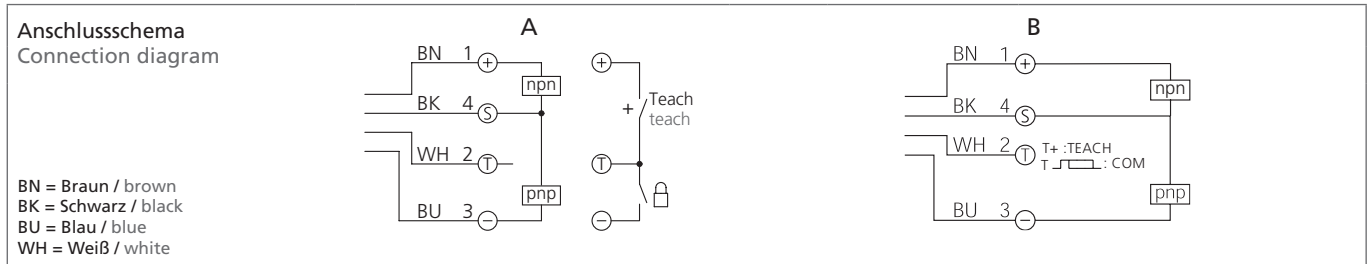 Anschlussschema
Connection diagram
BN = Braun / brown
BK = Schwarz / black
BU = Blau / blue
WH = Weiß / white
A
BN 1 +
npn
BK 4 S
WH 2 T
pnp
BU 3 −
+
+ Teach
teach
T
−
B
BN 1 +
npn
BK 4 S
WH 2 T T+ :TEACH
T : COM
pnp
BU 3 −